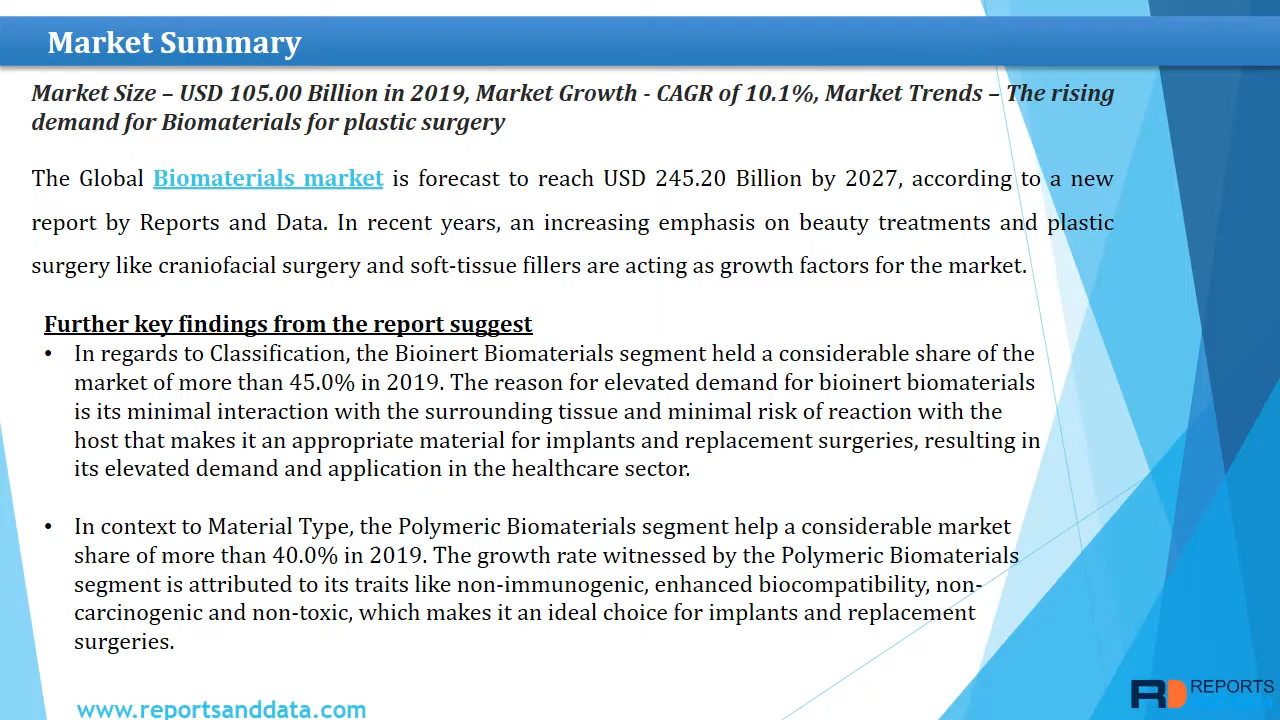 Market Summary
Market Size – USD 105.00 Billion in 2019, Market Growth - CAGR of 10.1%, Market Trends – The rising
demand for Biomaterials for plastic surgery
The Global Biomaterials market is forecast to reach USD 245.20 Billion by 2027, according to a new
report by Reports and Data. In recent years, an increasing emphasis on beauty treatments and plastic
surgery like craniofacial surgery and soft-tissue fillers are acting as growth factors for the market.
Further key findings from the report suggest
• In regards to Classification, the Bioinert Biomaterials segment held a considerable share of the
market of more than 45.0% in 2019. The reason for elevated demand for bioinert biomaterials
is its minimal interaction with the surrounding tissue and minimal risk of reaction with the
host that makes it an appropriate material for implants and replacement surgeries, resulting in
its elevated demand and application in the healthcare sector.
• In context to Material Type, the Polymeric Biomaterials segment help a considerable market
share of more than 40.0% in 2019. The growth rate witnessed by the Polymeric Biomaterials
segment is attributed to its traits like non-immunogenic, enhanced biocompatibility, non-
carcinogenic and non-toxic, which makes it an ideal choice for implants and replacement
surgeries.
www.reportsanddata.com
RD REPORTS